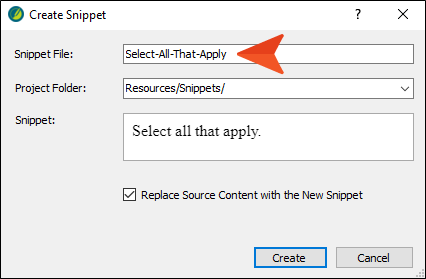 Create Snippet
?
Snippet File: Select-All-That-Apply
Project Folder: Resources/Snippets/
Snippet: Select all that apply.
Replace Source Content with the New Snippet
Create Cancel